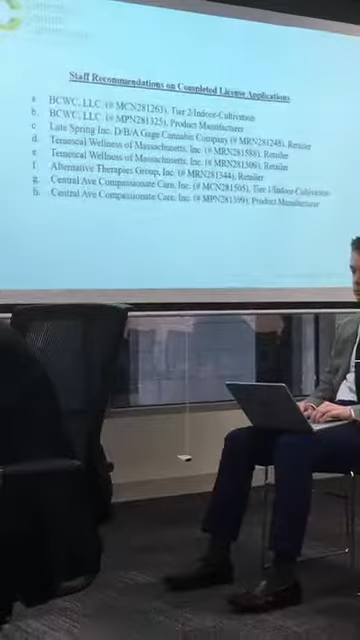 Staff Recommendations on Completed License Applications
a. BCWC, LLC. (# MCN281263), Tier 2/Indoor-Cultivation
b. BCWC, LLC. (# MPN281325), Product Manufacturer
c. Late Spring Inc. D/B/A Gage Cannabis Company (# MRN281248), Retailer
d. Temescal Wellness of Massachusetts, Inc. (# MRN281588), Retailer
e. Temescal Wellness of Massachusetts, Inc. (# MRN281309), Retailer
f. Alternative Therapies Group, Inc. (# MRN281344), Retailer
g. Central Ave Compassionate Care, Inc. (# MCN281505), Tier 1/Indoor-Cultivation
h. Central Ave Compassionate Care, Inc. (# MPN281399), Product Manufacturer